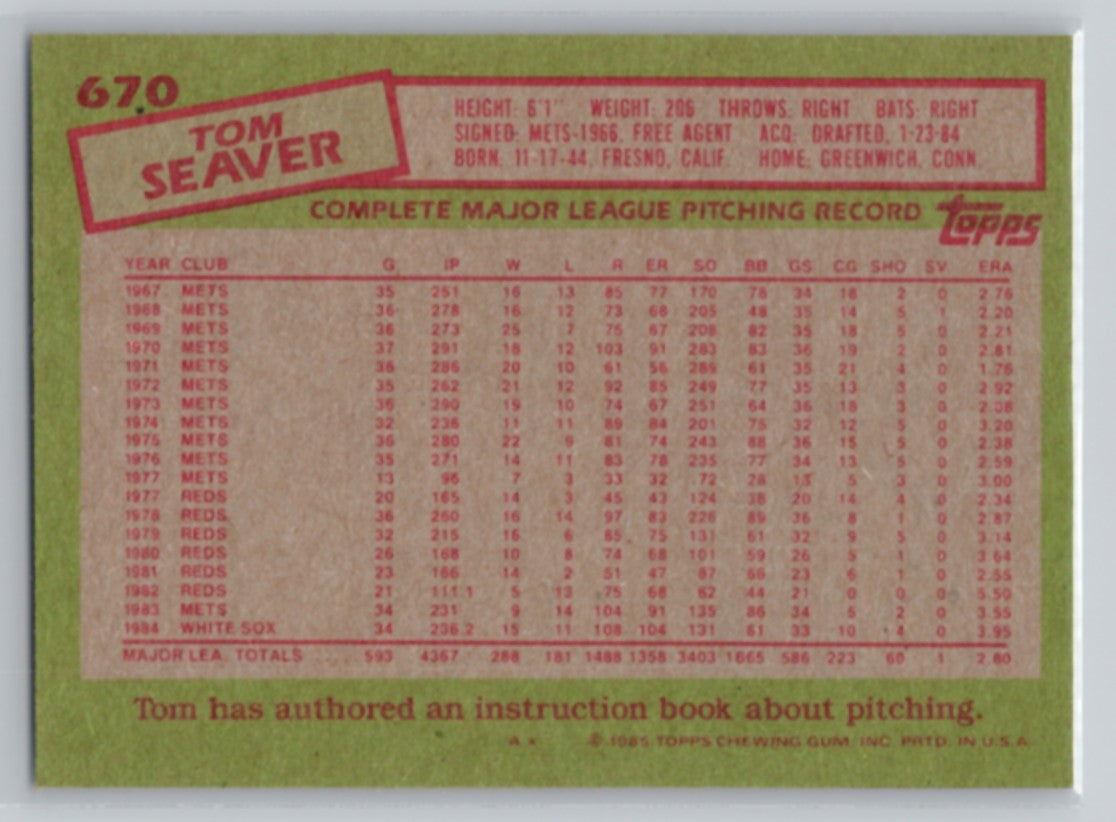 670
TOM
SEAVER
HEIGHT: 6'1" WEIGHT: 205 THROWS: RIGHT BATS: RIGHT
SIGNED: METS-1966, FREE AGENT ACQ: DRAFTED, 1-23-84
BORN: 11-17-44, FRESNO, CALIF. HOME: GREENWICH, CONN.
COMPLETE MAJOR LEAGUE PITCHING RECORD topps
YEAR CLUB G IP W L R ER SO BB GS CG SHO SV ERA
1967 METS 35 251 16 13 85 77 170 78 34 18 2 0 2.76
1968 METS 36 278 16 12 73 68 205 48 35 14 5 1 2.20
1969 METS 36 273 25 7 75 67 208 82 35 18 5 0 2.21
1970 METS 37 291 18 12 103 91 283 83 36 19 2 0 2.81
1971 METS 36 286 20 10 61 56 289 61 35 21 4 0 1.76
1972 METS 35 262 21 12 92 85 249 77 35 13 3 0 2.92
1973 METS 36 290 19 10 74 67 251 64 36 18 3 0 2.08
1974 METS 32 236 11 11 89 84 201 75 32 12 5 0 3.20
1975 METS 36 280 22 9 81 74 243 88 36 15 5 0 2.38
1976 METS 35 271 14 11 83 78 235 77 34 13 5 0 2.59
1977 METS 13 96 7 3 33 32 72 28 13 5 3 0 3.00
1977 REDS 20 165 14 3 45 43 124 38 20 14 4 0 2.34
1978 REDS 36 260 16 14 97 83 226 89 36 8 1 0 2.87
1979 REDS 32 215 16 6 85 75 131 61 32 9 5 0 3.14
1980 REDS 26 168 10 8 74 68 101 59 26 5 1 0 3.64
1981 REDS 23 166 14 2 51 47 87 66 23 6 1 0 2.55
1982 REDS 21 111.1 5 13 75 68 62 44 21 0 0 0 5.50
1983 METS 34 231 9 14 104 91 135 86 34 5 2 0 3.55
1984 WHITE SOX 34 236.2 15 11 108 104 131 61 33 10 4 0 3.95
MAJOR LEA. TOTALS 593 4367 288 181 1488 1358 3403 1265 586 223 60 1 2.80
Tom has authored an instruction book about pitching.
A* © 1985 TOPPS CHEWING GUM, INC. PRTD. IN U.S.A.